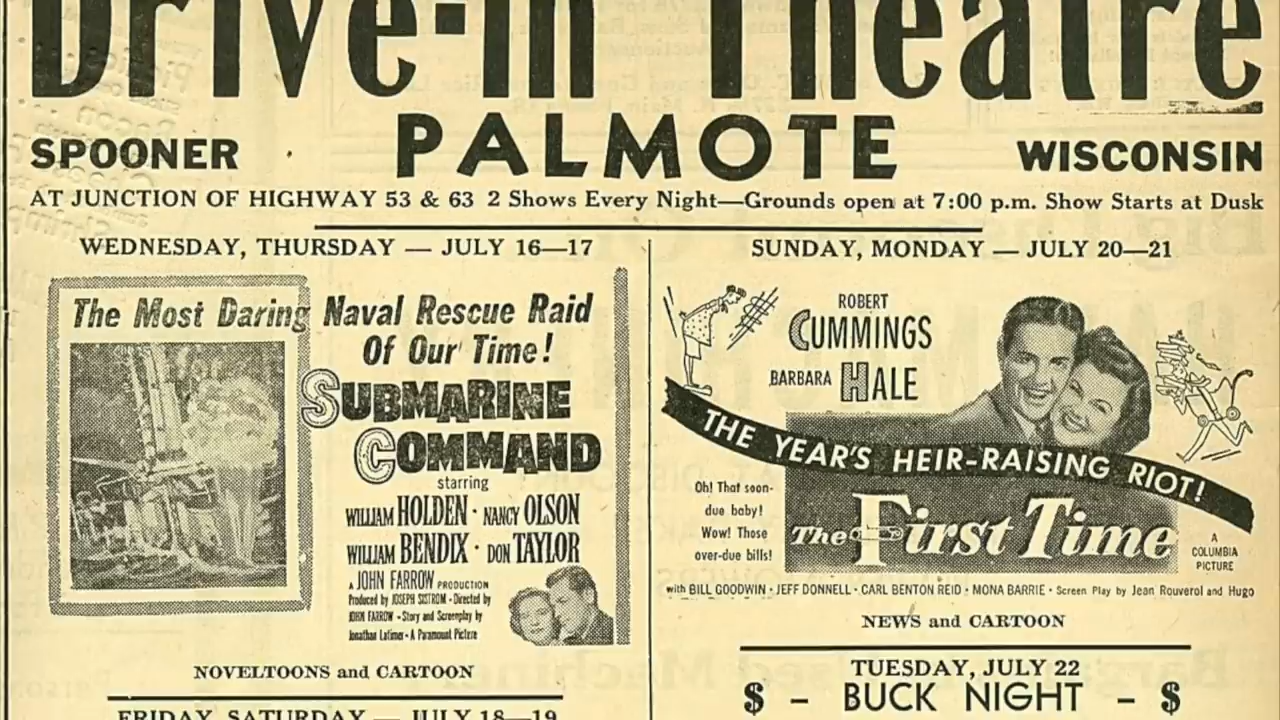 Drive-in Theatre
SPOONER PALMOTE WISCONSIN
AT JUNCTION OF HIGHWAY 53 & 63 2 Shows Every Night—Grounds open at 7:00 p.m. Show Starts at Dusk
WEDNESDAY, THURSDAY — JULY 16—17
The Most Daring Naval Rescue Raid
Of Our Time!
SUBMARINE
COMMAND
starring
WILLIAM HOLDEN · NANCY OLSON
WILLIAM BENDIX · DON TAYLOR
A JOHN FARROW PRODUCTION
Produced by JOSEPH SISTROM · Directed by
JOHN FARROW · Story and Screenplay by
Jonathan Latimer · A Paramount Picture
NOVELTOONS and CARTOON
FRIDAY, SATURDAY — JULY 18—19
SUNDAY, MONDAY — JULY 20—21
ROBERT
CUMMINGS
BARBARA HALE
THE YEAR'S HEIR-RAISING RIOT!
Oh! That soon-
due baby!
Wow! Those
over-due bills!
The First Time
A
COLUMBIA
PICTURE
with BILL GOODWIN · JEFF DONNELL · CARL BENTON REID · MONA BARRIE · Screen Play by Jean Rouverol and Hugo
NEWS and CARTOON
TUESDAY, JULY 22
$ – BUCK NIGHT – $